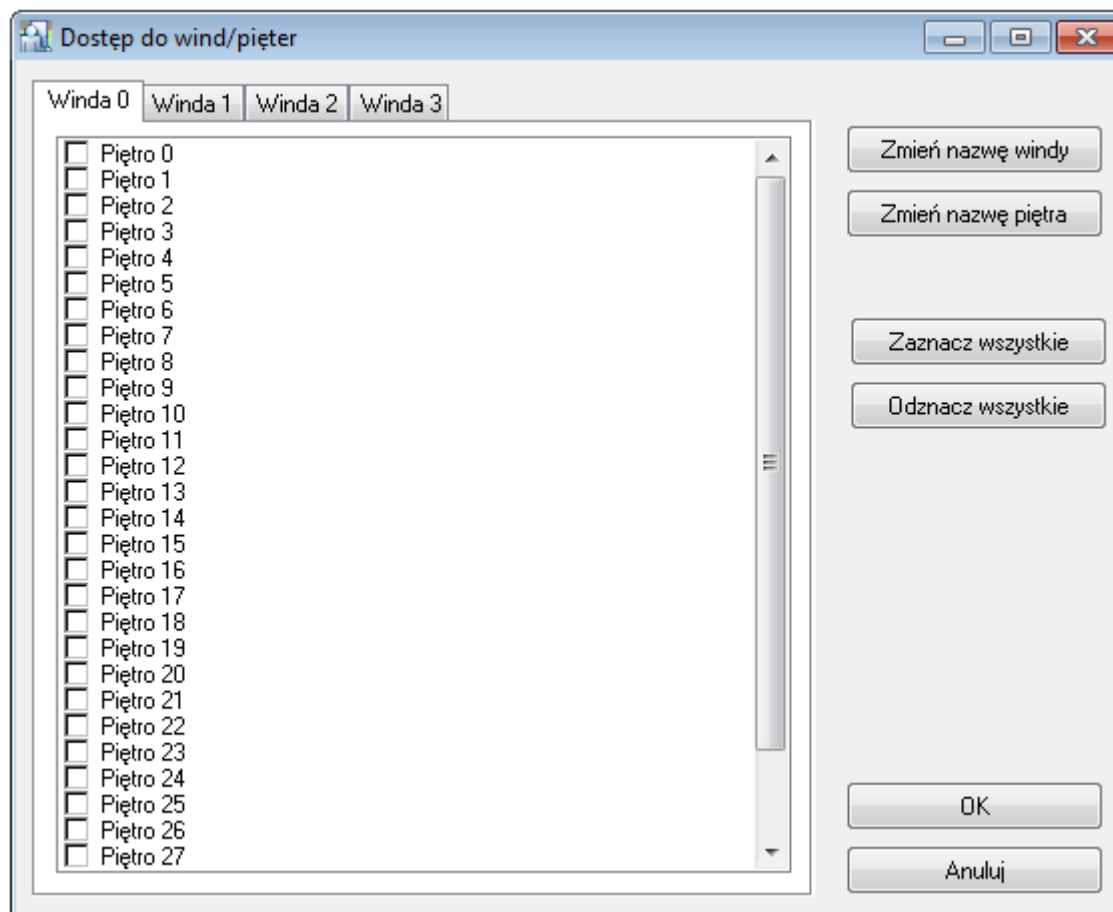 Dostęp do wind/pięter
Winda 0 Winda 1 Winda 2 Winda 3
Piętro 0
Piętro 1
Piętro 2
Piętro 3
Piętro 4
Piętro 5
Piętro 6
Piętro 7
Piętro 8
Piętro 9
Piętro 10
Piętro 11
Piętro 12
Piętro 13
Piętro 14
Piętro 15
Piętro 16
Piętro 17
Piętro 18
Piętro 19
Piętro 20
Piętro 21
Piętro 22
Piętro 23
Piętro 24
Piętro 25
Piętro 26
Piętro 27
Zmień nazwę windy
Zmień nazwę piętra
Zaznacz wszystkie
Odznacz wszystkie
OK
Anuluj